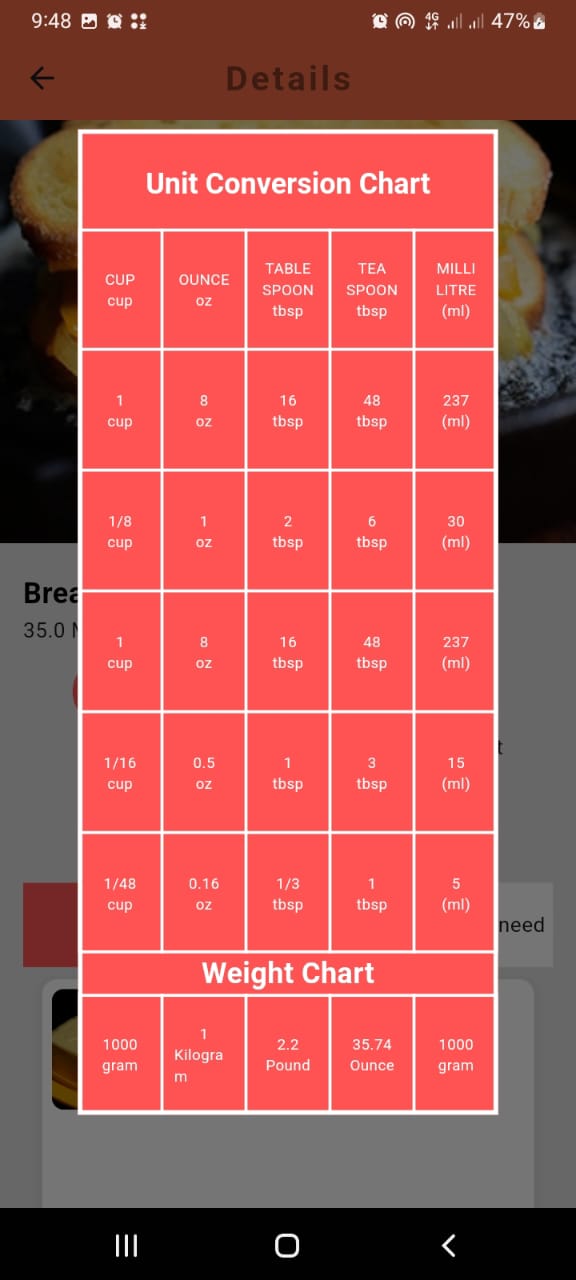 9:48 4G 47%
Details
Unit Conversion Chart
CUP
cup
OUNCE
oz
TABLE
SPOON
tbsp
TEA
SPOON
tbsp
MILLI
LITRE
(ml)
1
cup
8
oz
16
tbsp
48
tbsp
237
(ml)
1/8
cup
1
oz
2
tbsp
6
tbsp
30
(ml)
1
cup
8
oz
16
tbsp
48
tbsp
237
(ml)
1/16
cup
0.5
oz
1
tbsp
3
tbsp
15
(ml)
1/48
cup
0.16
oz
1/3
tbsp
1
tbsp
5
(ml)
Weight Chart
1000
gram
1
Kilogra
m
2.2
Pound
35.74
Ounce
1000
gram
35.0
need